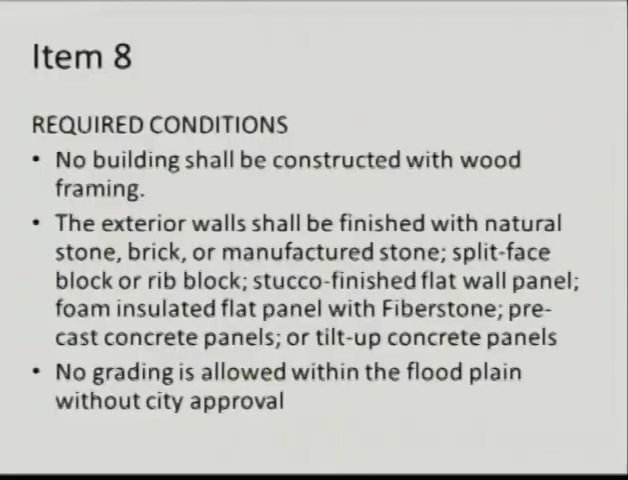 Item 8
REQUIRED CONDITIONS
• No building shall be constructed with wood
framing.
• The exterior walls shall be finished with natural
stone, brick, or manufactured stone; split-face
block or rib block; stucco-finished flat wall panel;
foam insulated flat panel with Fiberstone; pre-
cast concrete panels; or tilt-up concrete panels
• No grading is allowed within the flood plain
without city approval